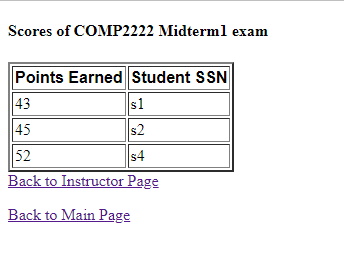 Scores of COMP2222 Midterm1 exam
Points Earned Student SSN
43 s1
45 s2
52 s4
Back to Instructor Page
Back to Main Page